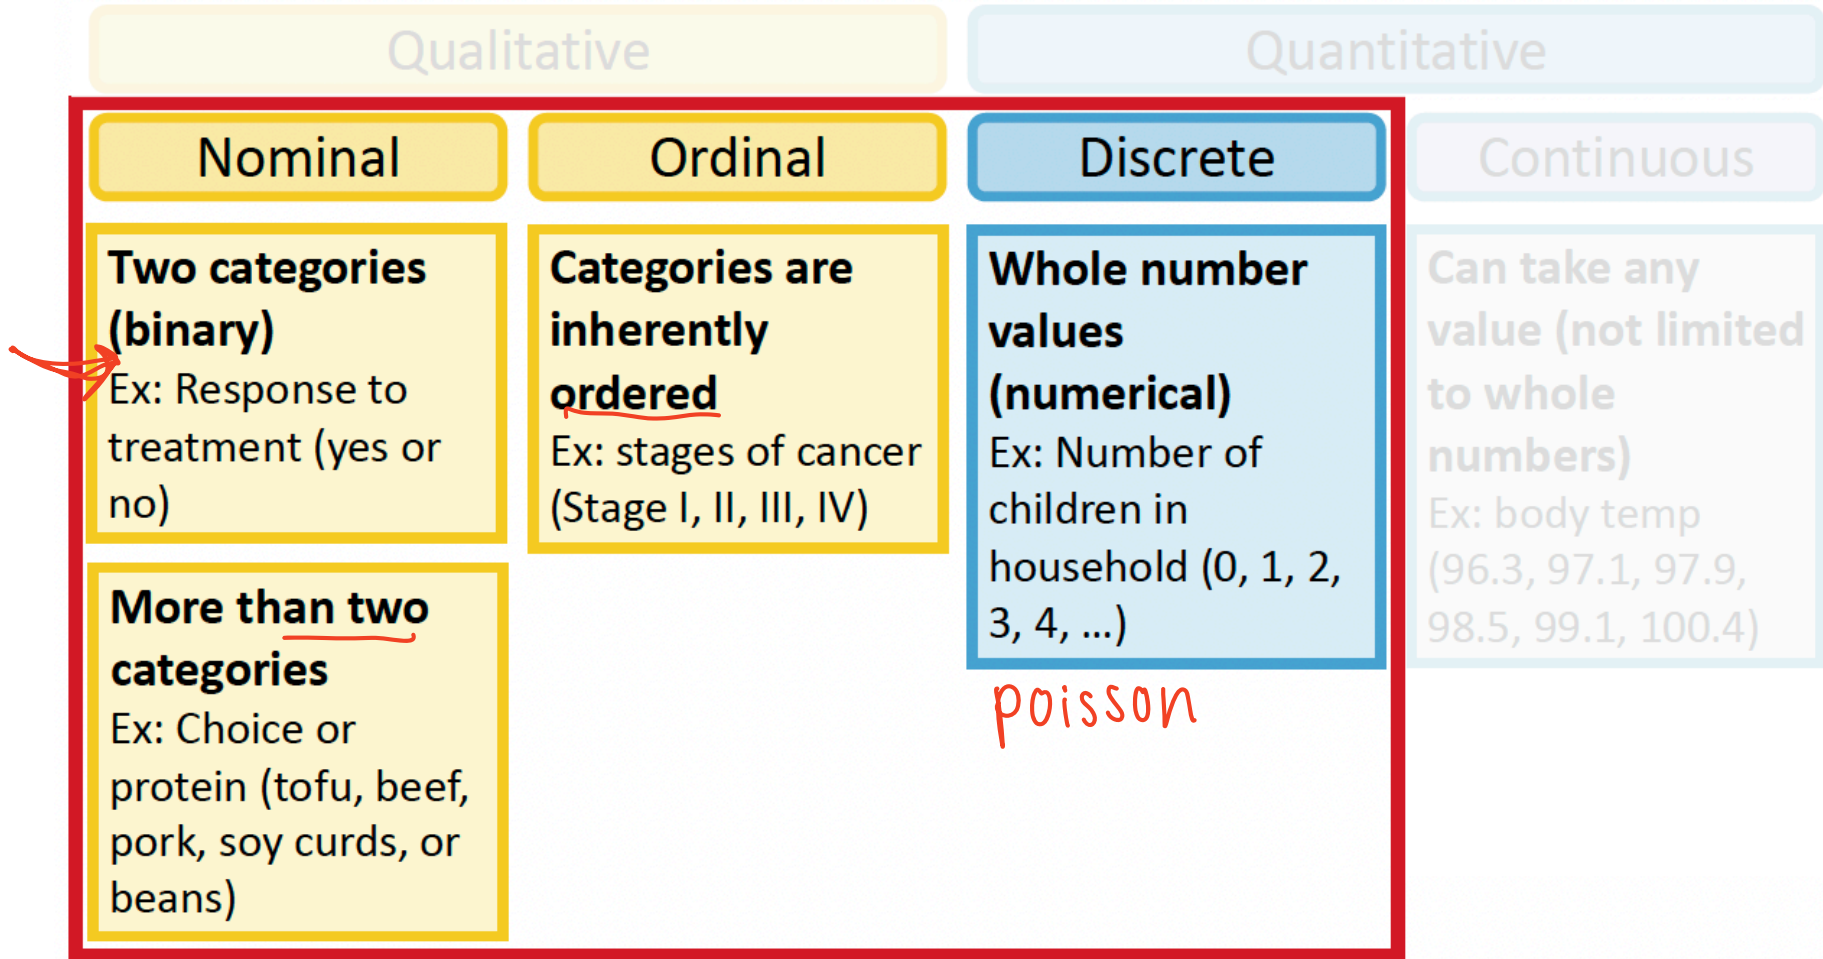 Qualitative
Quantitative
Nominal
Ordinal
Discrete
Continuous
Two categories
(binary)
Ex: Response to
treatment (yes or
no)
More than two
categories
Ex: Choice or
protein (tofu, beef,
pork, soy curds, or
beans)
Categories are
inherently
ordered
Ex: stages of cancer
(Stage I, II, III, IV)
Whole number
values
(numerical)
Ex: Number of
children in
household (0, 1, 2,
3, 4, ...)
poisson
Can take any
value (not limited
to whole
numbers)
Ex: body temp
(96.3, 97.1, 97.9,
98.5, 99.1, 100.4)